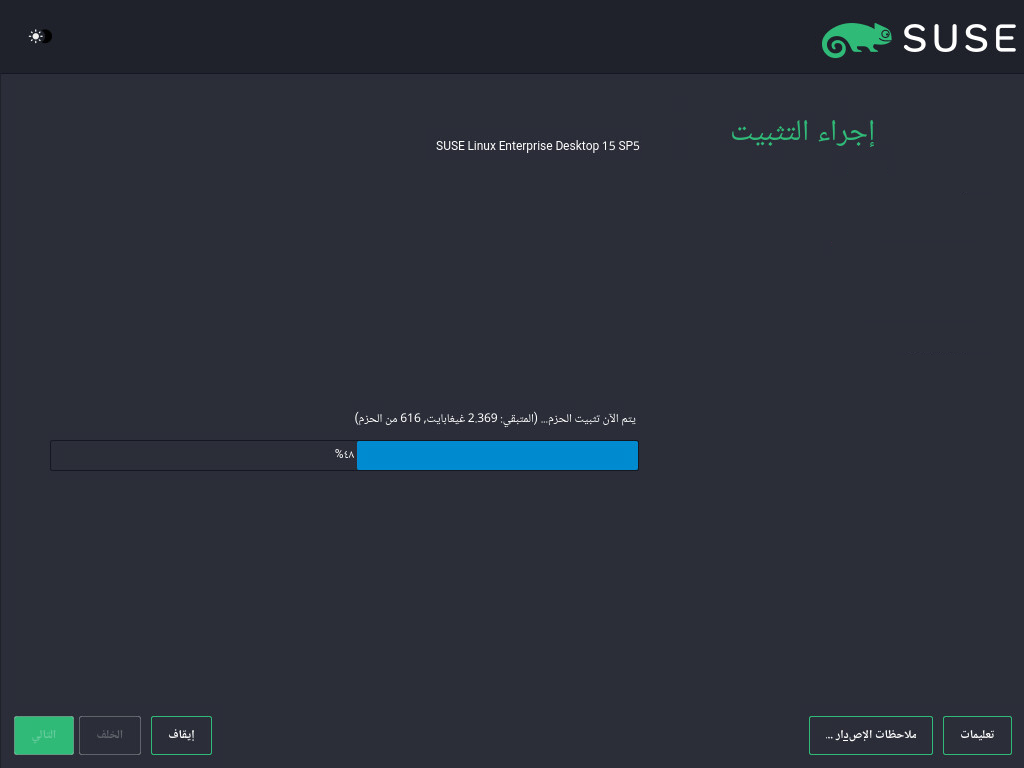 SUSE
إجراء التثبيت
SUSE Linux Enterprise Desktop 15 SP5
يتم الآن تثبيت الحزم... (المتبقي: 2.369 غيغابايت, 616 من الحزم)
٤٨%
تعليمات
ملاحظات الإصدار ...
إيقاف
الخلف
التالي